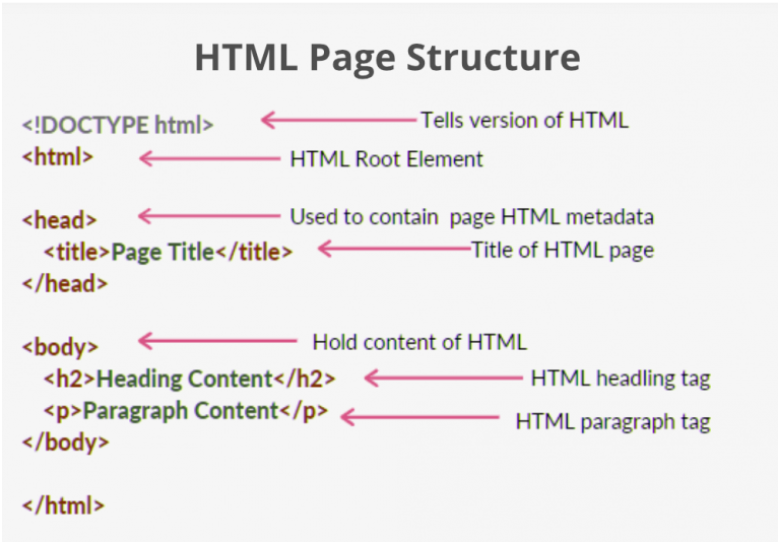 HTML Page Structure
<!DOCTYPE html> Tells version of HTML
<html> HTML Root Element
<head> Used to contain page HTML metadata
<title>Page Title</title> Title of HTML page
</head>
<body> Hold content of HTML
<h2>Heading Content</h2> HTML headling tag
<p>Paragraph Content</p> HTML paragraph tag
</body>
</html>